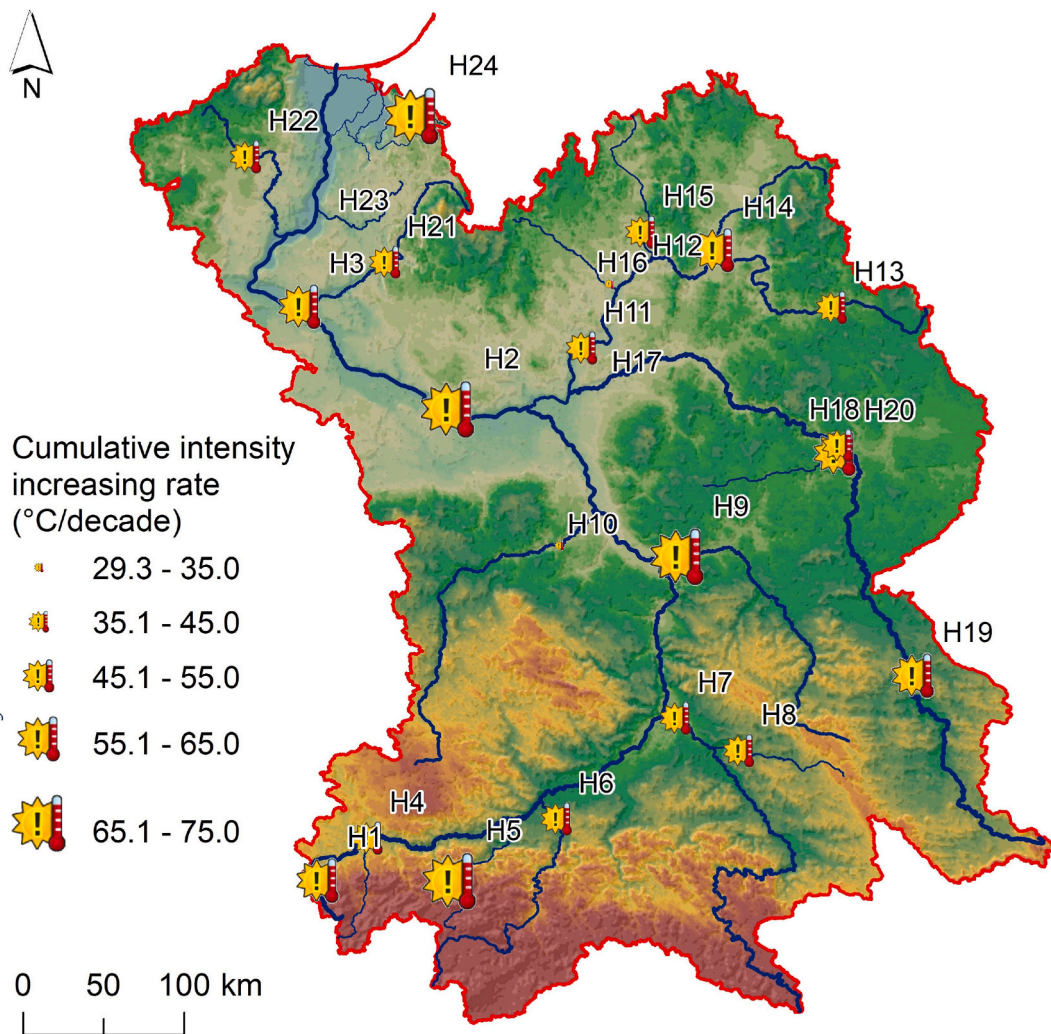 N
H24
H22
H23
H15
H14
H21
H12
H3
H16
H13
H11
H2
H17
H18 H20
Cumulative intensity
increasing rate
(°C/decade)
H9
H10
29.3 - 35.0
35.1 - 45.0
H19
45.1 - 55.0
H7
H8
55.1 - 65.0
H6
H4
65.1 - 75.0
H5
H1
0 50 100 km